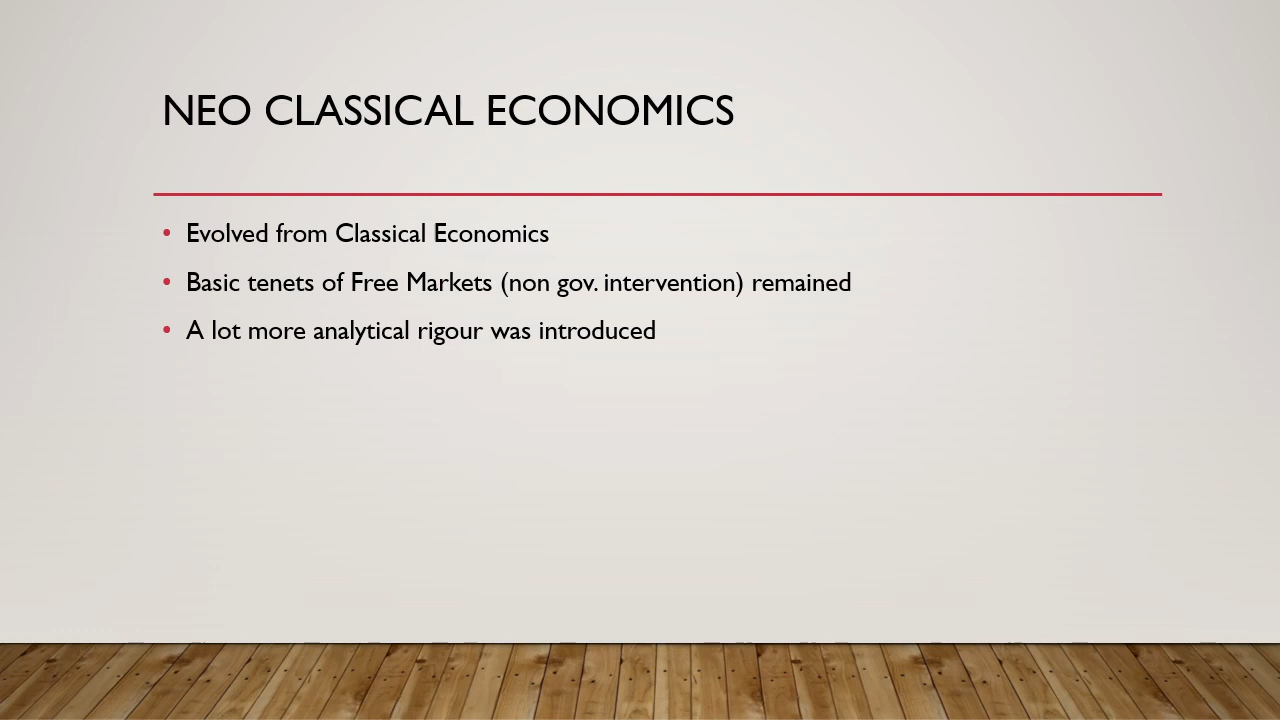 NEO CLASSICAL ECONOMICS
• Evolved from Classical Economics
• Basic tenets of Free Markets (non gov. intervention) remained
• A lot more analytical rigour was introduced